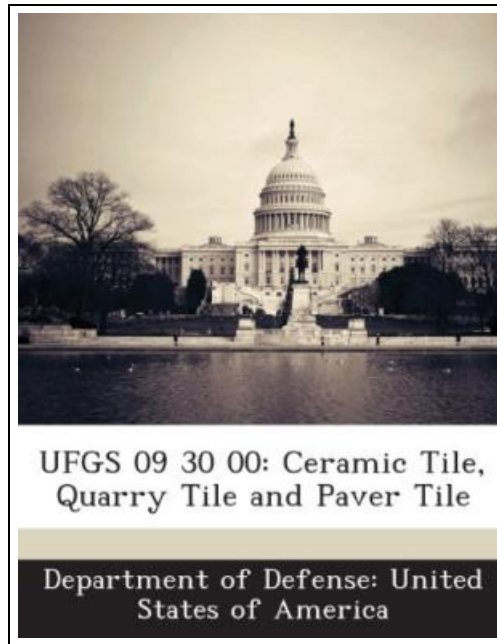 UFGS 09 30 00: Ceramic Tile,
Quarry Tile and Paver Tile
Department of Defense: United
States of America